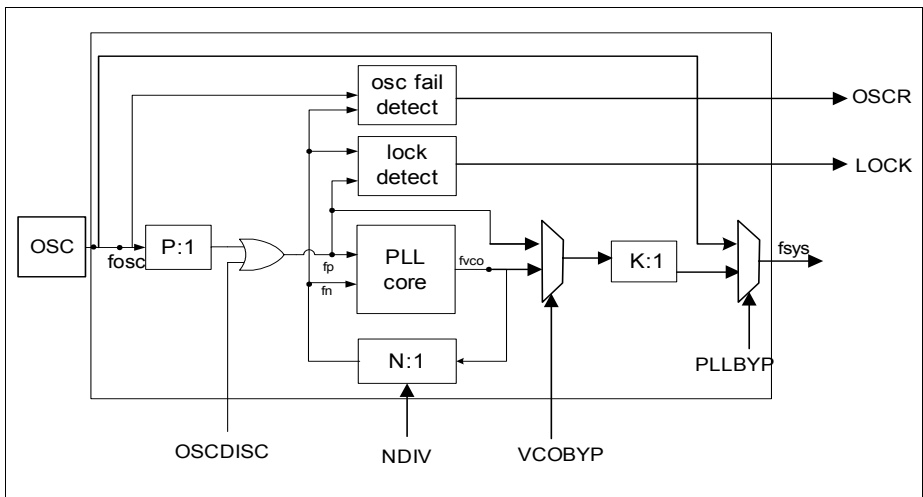 osc fail
detect
OSCR
lock
detect
LOCK
OSC
fosc
P:1
fp
fn
PLL
core
fvco
K:1
fsys
N:1
PLLBYP
OSCDISC
NDIV
VCOBYP